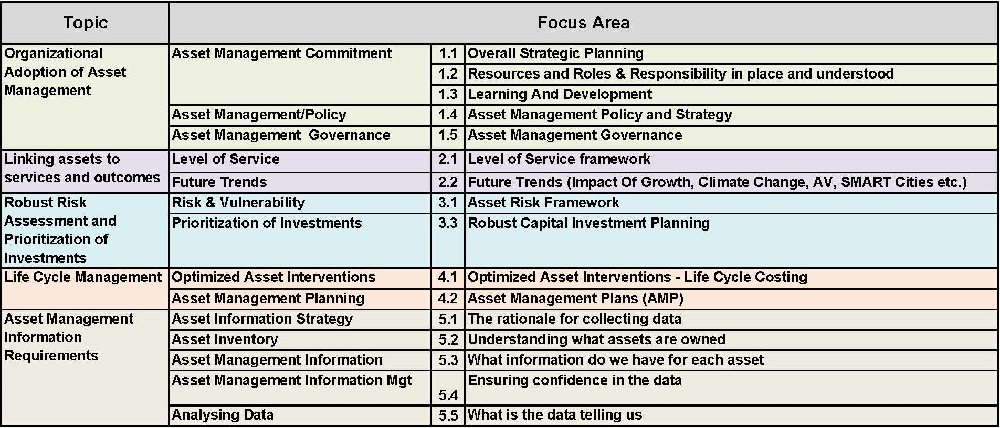 Topic Focus Area
Organizational Asset Management Commitment 1.1 Overall Strategic Planning
Adoption of Asset 1.2 Resources and Roles & Responsibility in place and understood
Management 1.3 Learning And Development
Asset Management/Policy 1.4 Asset Management Policy and Strategy
Asset Management  Governance 1.5 Asset Management Governance
Linking assets to Level of Service 2.1 Level of Service framework
services and outcomes Future Trends 2.2 Future Trends (Impact Of Growth, Climate Change, AV, SMART Cities etc.)
Robust Risk Risk & Vulnerability 3.1 Asset Risk Framework
Assessment and Prioritization of Investments 3.3 Robust Capital Investment Planning
Prioritization of
Investments
Life Cycle Management Optimized Asset Interventions 4.1 Optimized Asset Interventions - Life Cycle Costing
Asset Management Planning 4.2 Asset Management Plans (AMP)
Asset Management Asset Information Strategy 5.1 The rationale for collecting data
Information Asset Inventory 5.2 Understanding what assets are owned
Requirements Asset Management Information 5.3 What information do we have for each asset
Asset Management Information Mgt 5.4 Ensuring confidence in the data
Analysing Data 5.5 What is the data telling us